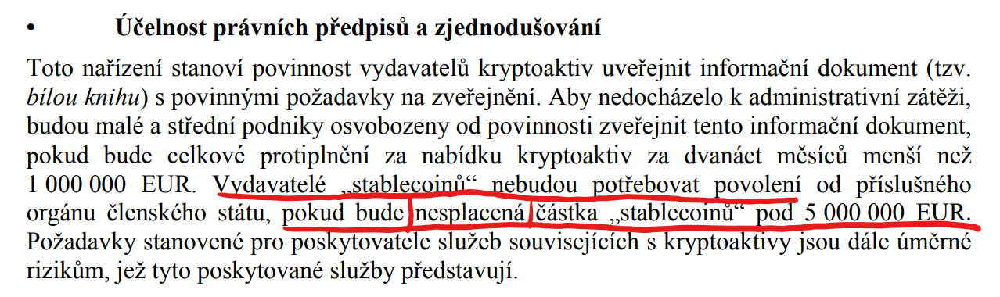 • Účelnost právních předpisů a zjednodušování
Toto nařízení stanoví povinnost vydavatelů kryptoaktiv uveřejnit informační dokument (tzv.
bílou knihu) s povinnými požadavky na zveřejnění. Aby nedocházelo k administrativní zátěži,
budou malé a střední podniky osvobozeny od povinnosti zveřejnit tento informační dokument,
pokud bude celkové protiplnění za nabídku kryptoaktiv za dvanáct měsíců menší než
1 000 000 EUR. Vydavatelé „stablecoinů“ nebudou potřebovat povolení od příslušného
orgánu členského státu, pokud bude nesplacená částka „stablecoinů“ pod 5 000 000 EUR.
Požadavky stanovené pro poskytovatele služeb souvisejících s kryptoaktivy jsou dále úměrné
rizikům, jež tyto poskytované služby představují.